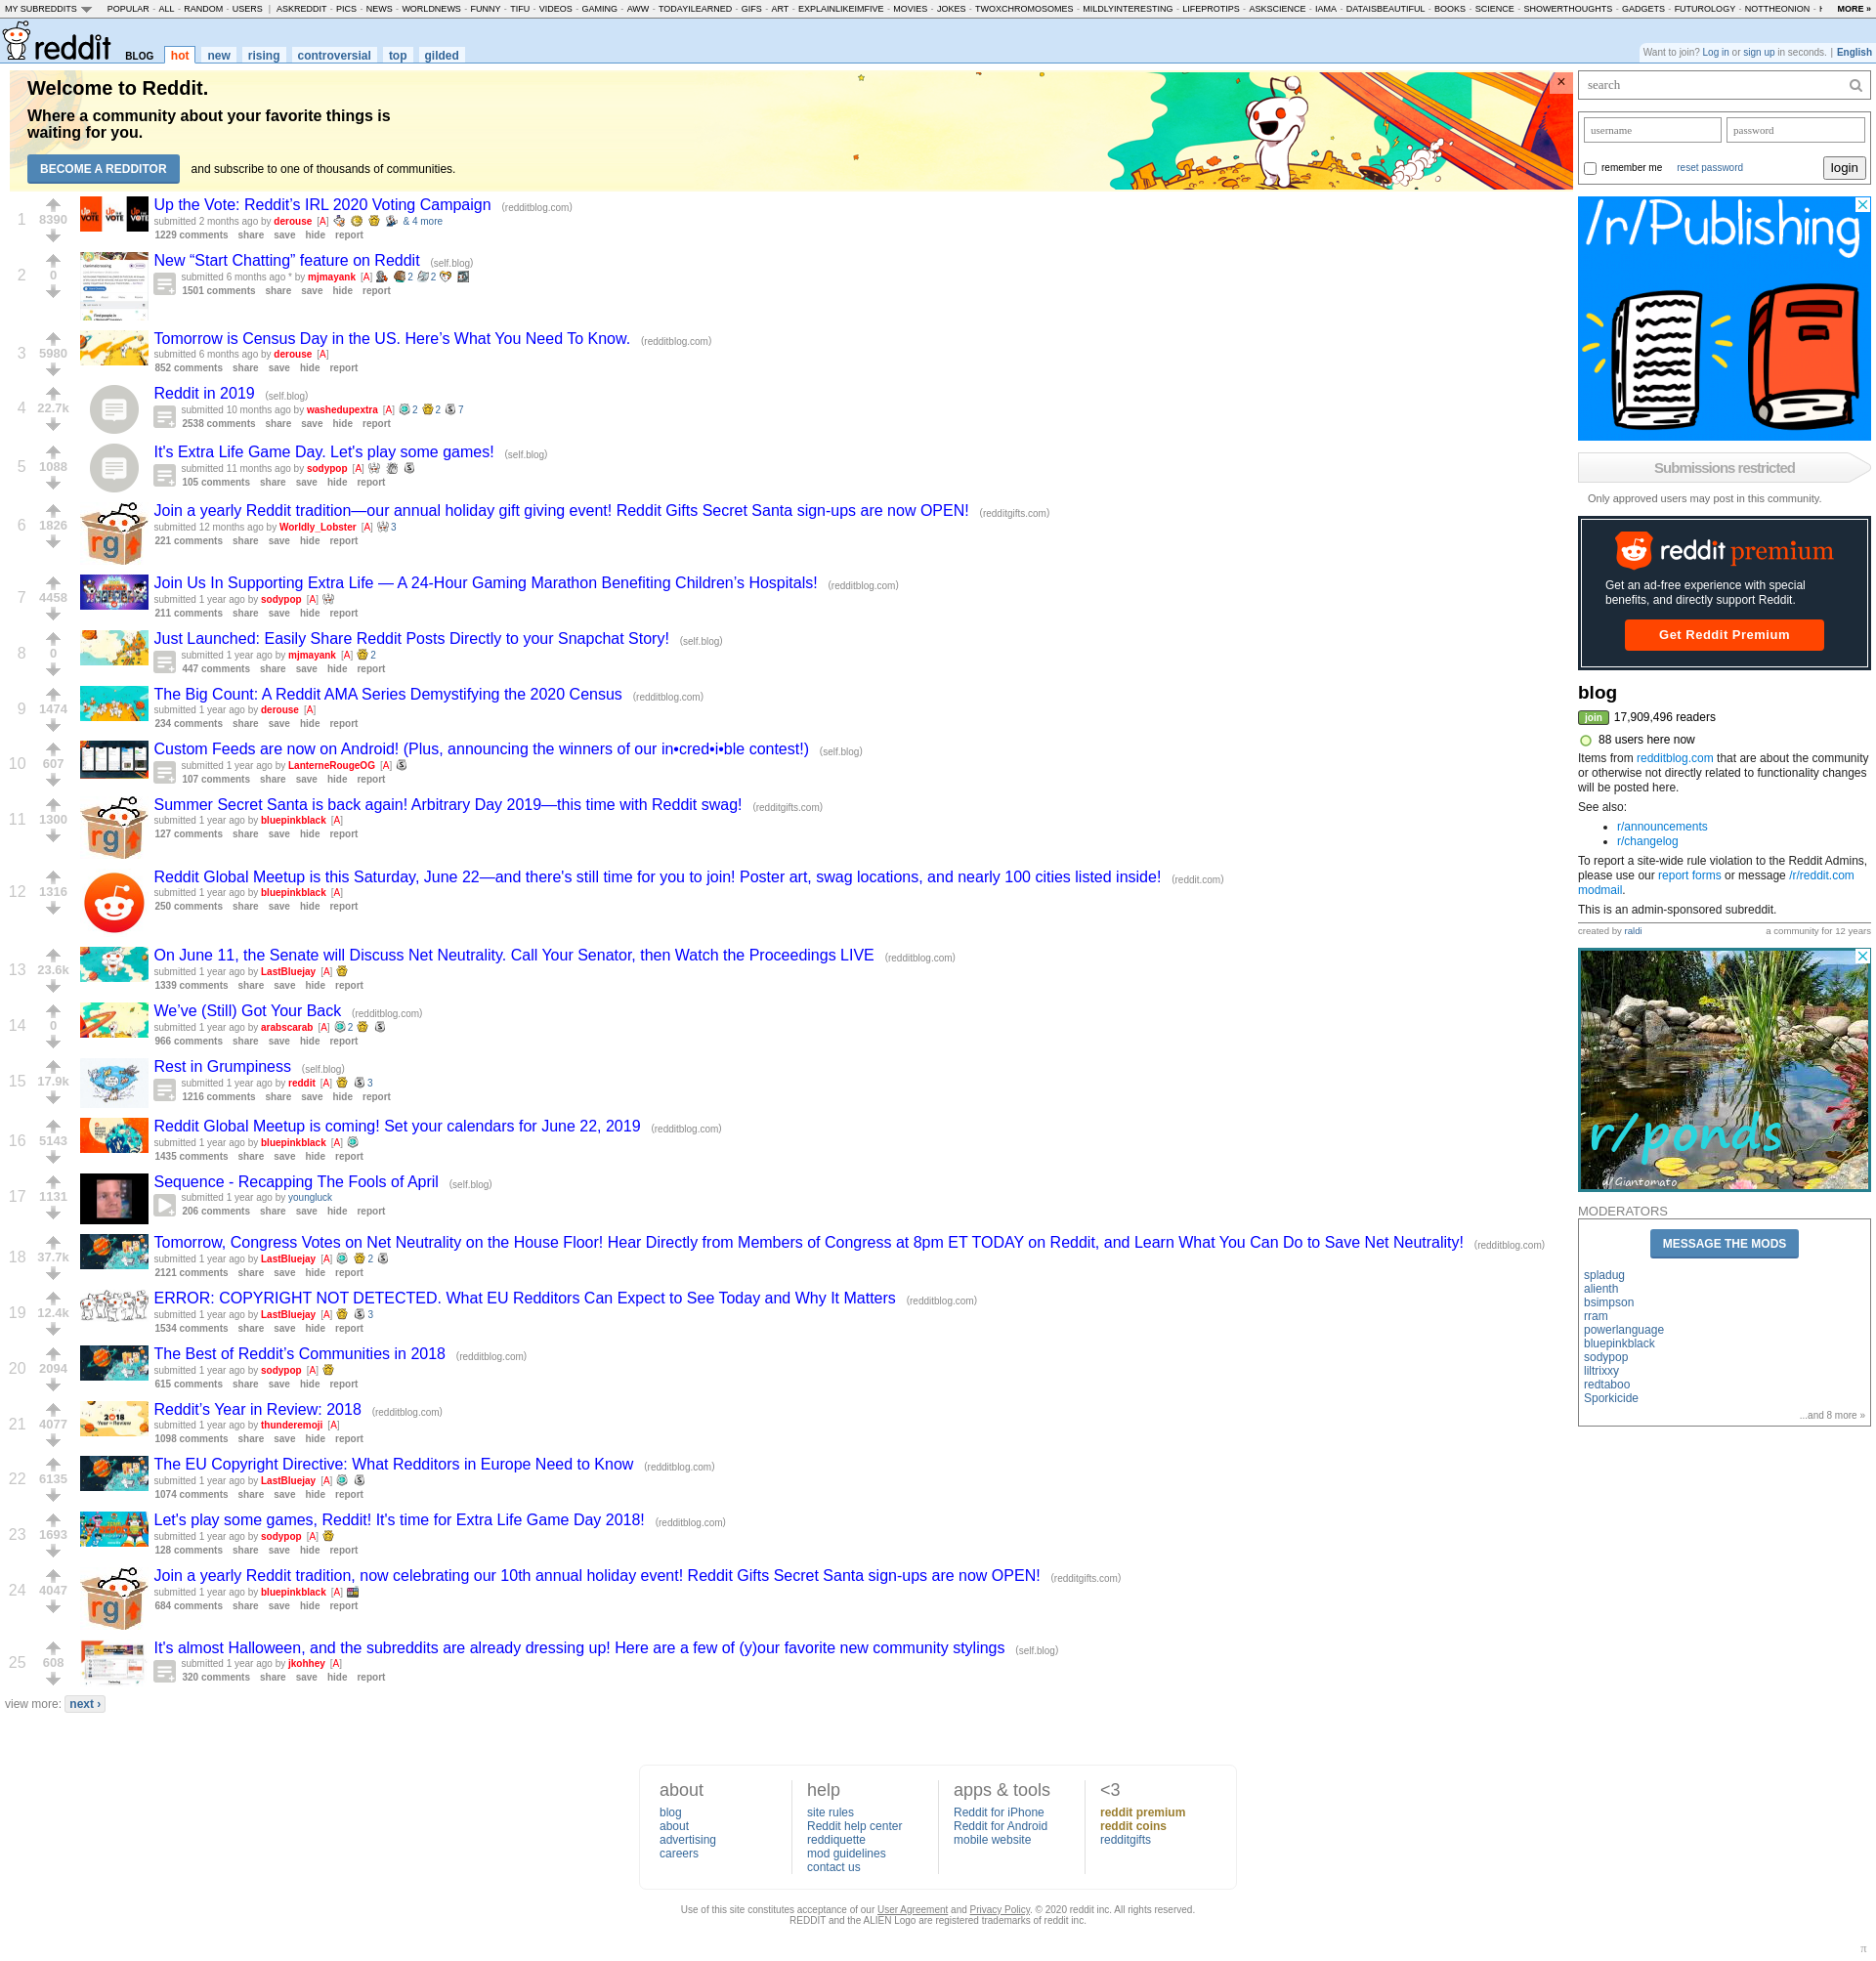 MY SUBREDDITS POPULAR - ALL - RANDOM - USERS | ASKREDDIT - PICS - NEWS - WORLDNEWS - FUNNY - TIFU - VIDEOS - GAMING - AWW - TODAYILEARNED - GIFS - ART - EXPLAINLIKEIMFIVE - MOVIES - JOKES - TWOXCHROMOSOMES - MILDLYINTERESTING - LIFEPROTIPS - ASKSCIENCE - IAMA - DATAISBEAUTIFUL - BOOKS - SCIENCE - SHOWERTHOUGHTS - GADGETS - FUTUROLOGY - NOTTHEONION - MORE »
reddit BLOG hot new rising controversial top gilded
Want to join? Log in or sign up in seconds. | English
Welcome to Reddit.
Where a community about your favorite things is
waiting for you.
BECOME A REDDITOR and subscribe to one of thousands of communities.
1 8390 Up the Vote: Reddit’s IRL 2020 Voting Campaign (redditblog.com)
submitted 2 months ago by derouse [A] & 4 more
1229 comments share save hide report
2 0 New “Start Chatting” feature on Reddit (self.blog)
submitted 6 months ago * by mjmayank [A] 2 2
1501 comments share save hide report
3 5980 Tomorrow is Census Day in the US. Here’s What You Need To Know. (redditblog.com)
submitted 6 months ago by derouse [A]
852 comments share save hide report
4 22.7k Reddit in 2019 (self.blog)
submitted 10 months ago by washedupextra [A] 2 2 7
2538 comments share save hide report
5 1088 It's Extra Life Game Day. Let's play some games! (self.blog)
submitted 11 months ago by sodypop [A]
105 comments share save hide report
6 1826 Join a yearly Reddit tradition—our annual holiday gift giving event! Reddit Gifts Secret Santa sign-ups are now OPEN! (redditgifts.com)
submitted 12 months ago by Worldly_Lobster [A] 3
221 comments share save hide report
7 4458 Join Us In Supporting Extra Life — A 24-Hour Gaming Marathon Benefiting Children’s Hospitals! (redditblog.com)
submitted 1 year ago by sodypop [A]
211 comments share save hide report
8 0 Just Launched: Easily Share Reddit Posts Directly to your Snapchat Story! (self.blog)
submitted 1 year ago by mjmayank [A] 2
447 comments share save hide report
9 1474 The Big Count: A Reddit AMA Series Demystifying the 2020 Census (redditblog.com)
submitted 1 year ago by derouse [A]
234 comments share save hide report
10 607 Custom Feeds are now on Android! (Plus, announcing the winners of our in•cred•i•ble contest!) (self.blog)
submitted 1 year ago by LanterneRougeOG [A]
107 comments share save hide report
11 1300 Summer Secret Santa is back again! Arbitrary Day 2019—this time with Reddit swag! (redditgifts.com)
submitted 1 year ago by bluepinkblack [A]
127 comments share save hide report
12 1316 Reddit Global Meetup is this Saturday, June 22—and there's still time for you to join! Poster art, swag locations, and nearly 100 cities listed inside! (reddit.com)
submitted 1 year ago by bluepinkblack [A]
250 comments share save hide report
13 23.6k On June 11, the Senate will Discuss Net Neutrality. Call Your Senator, then Watch the Proceedings LIVE (redditblog.com)
submitted 1 year ago by LastBluejay [A]
1339 comments share save hide report
14 0 We’ve (Still) Got Your Back (redditblog.com)
submitted 1 year ago by arabscarab [A] 2
966 comments share save hide report
15 17.9k Rest in Grumpiness (self.blog)
submitted 1 year ago by reddit [A] 3
1216 comments share save hide report
16 5143 Reddit Global Meetup is coming! Set your calendars for June 22, 2019 (redditblog.com)
submitted 1 year ago by bluepinkblack [A]
1435 comments share save hide report
17 1131 Sequence - Recapping The Fools of April (self.blog)
submitted 1 year ago by youngluck
206 comments share save hide report
18 37.7k Tomorrow, Congress Votes on Net Neutrality on the House Floor! Hear Directly from Members of Congress at 8pm ET TODAY on Reddit, and Learn What You Can Do to Save Net Neutrality! (redditblog.com)
submitted 1 year ago by LastBluejay [A] 2
2121 comments share save hide report
19 12.4k ERROR: COPYRIGHT NOT DETECTED. What EU Redditors Can Expect to See Today and Why It Matters (redditblog.com)
submitted 1 year ago by LastBluejay [A] 3
1534 comments share save hide report
20 2094 The Best of Reddit’s Communities in 2018 (redditblog.com)
submitted 1 year ago by sodypop [A]
615 comments share save hide report
21 4077 Reddit’s Year in Review: 2018 (redditblog.com)
submitted 1 year ago by thunderemoji [A]
1098 comments share save hide report
22 6135 The EU Copyright Directive: What Redditors in Europe Need to Know (redditblog.com)
submitted 1 year ago by LastBluejay [A]
1074 comments share save hide report
23 1693 Let's play some games, Reddit! It's time for Extra Life Game Day 2018! (redditblog.com)
submitted 1 year ago by sodypop [A]
128 comments share save hide report
24 4047 Join a yearly Reddit tradition, now celebrating our 10th annual holiday event! Reddit Gifts Secret Santa sign-ups are now OPEN! (redditgifts.com)
submitted 1 year ago by bluepinkblack [A]
684 comments share save hide report
25 608 It's almost Halloween, and the subreddits are already dressing up! Here are a few of (y)our favorite new community stylings (self.blog)
submitted 1 year ago by jkohhey [A]
320 comments share save hide report
view more: next ›
search
username password
remember me reset password login
/r/Publishing
Submissions restricted
Only approved users may post in this community.
reddit premium
Get an ad-free experience with special
benefits, and directly support Reddit.
Get Reddit Premium
blog
join 17,909,496 readers
88 users here now
Items from redditblog.com that are about the community
or otherwise not directly related to functionality changes
will be posted here.
See also:
• r/announcements
• r/changelog
To report a site-wide rule violation to the Reddit Admins,
please use our report forms or message /r/reddit.com
modmail.
This is an admin-sponsored subreddit.
created by raldi a community for 12 years
r/ponds
u/Giantomato
MODERATORS
MESSAGE THE MODS
spladug
alienth
bsimpson
rram
powerlanguage
bluepinkblack
sodypop
liltrixxy
redtaboo
Sporkicide
...and 8 more »
about
blog
about
advertising
careers
help
site rules
Reddit help center
reddiquette
mod guidelines
contact us
apps & tools
Reddit for iPhone
Reddit for Android
mobile website
<3
reddit premium
reddit coins
redditgifts
Use of this site constitutes acceptance of our User Agreement and Privacy Policy. © 2020 reddit inc. All rights reserved.
REDDIT and the ALIEN Logo are registered trademarks of reddit inc.
π